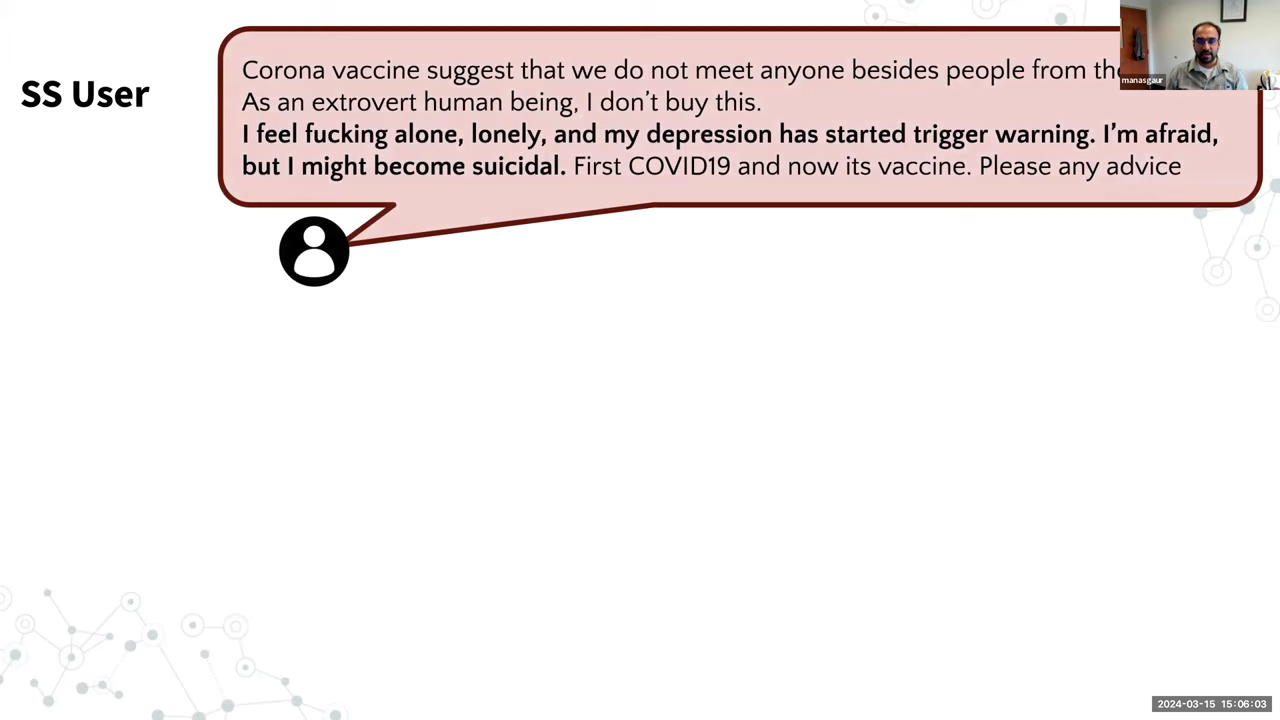 SS User
Corona vaccine suggest that we do not meet anyone besides people from
As an extrovert human being, I don't buy this.
I feel fucking alone, lonely, and my depression has started trigger warning. I'm afraid,
but I might become suicidal. First COVID19 and now its vaccine. Please any advice
manasgaur
2024-03-15 15:06:03